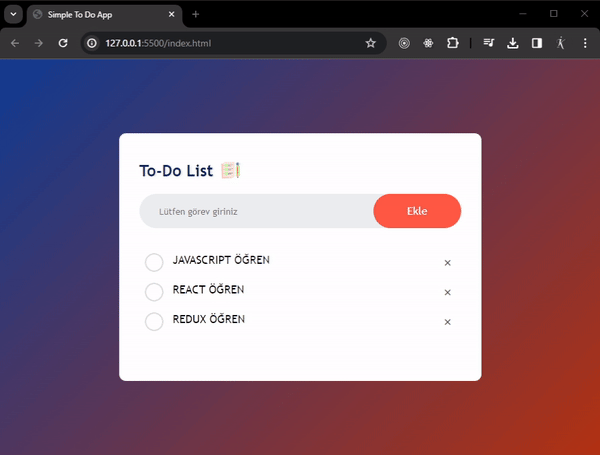 Simple To Do App
127.0.0.1:5500/index.html
To-Do List
Lütfen görev giriniz
Ekle
JAVASCRIPT ÖĞREN
REACT ÖĞREN
REDUX ÖĞREN